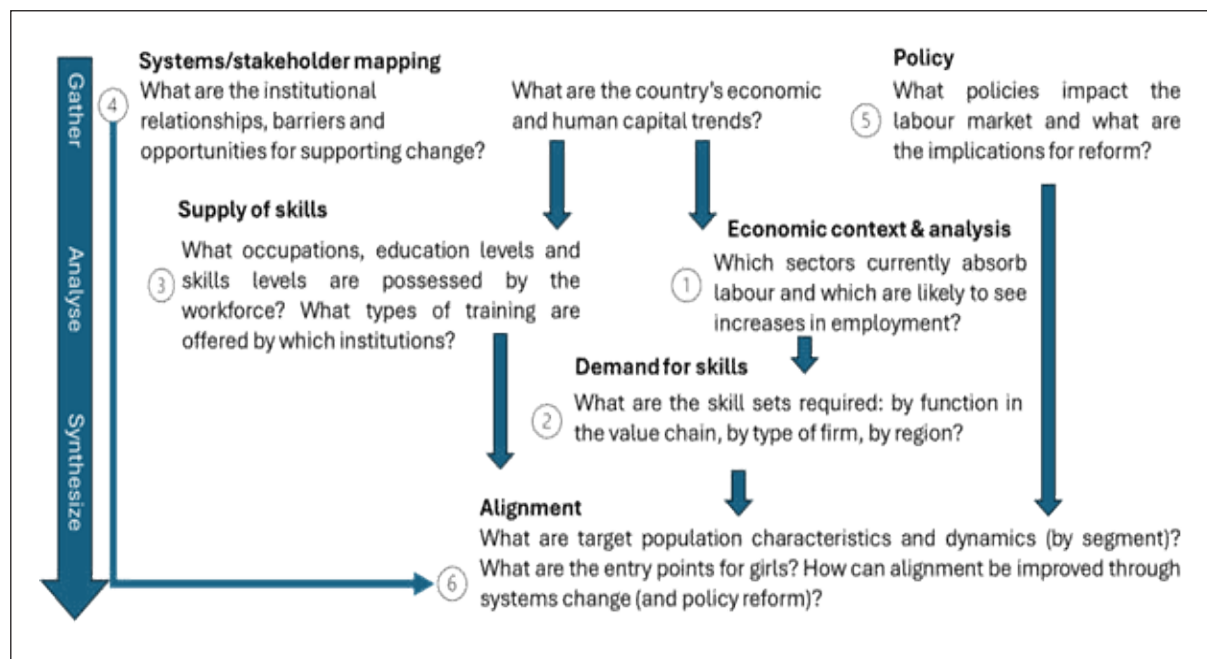 Gather
Analyse
Synthesize
Systems/stakeholder mapping
4
What are the institutional
relationships, barriers and
opportunities for supporting change?
What are the country's economic
and human capital trends?
Policy
5
What policies impact the
labour market and what are
the implications for reform?
Supply of skills
3
What occupations, education levels and
skills levels are possessed by the
workforce? What types of training are
offered by which institutions?
Economic context & analysis
1
Which sectors currently absorb
labour and which are likely to see
increases in employment?
Demand for skills
2
What are the skill sets required: by function in
the value chain, by type of firm, by region?
Alignment
6
What are target population characteristics and dynamics (by segment)?
What are the entry points for girls? How can alignment be improved through
systems change (and policy reform)?